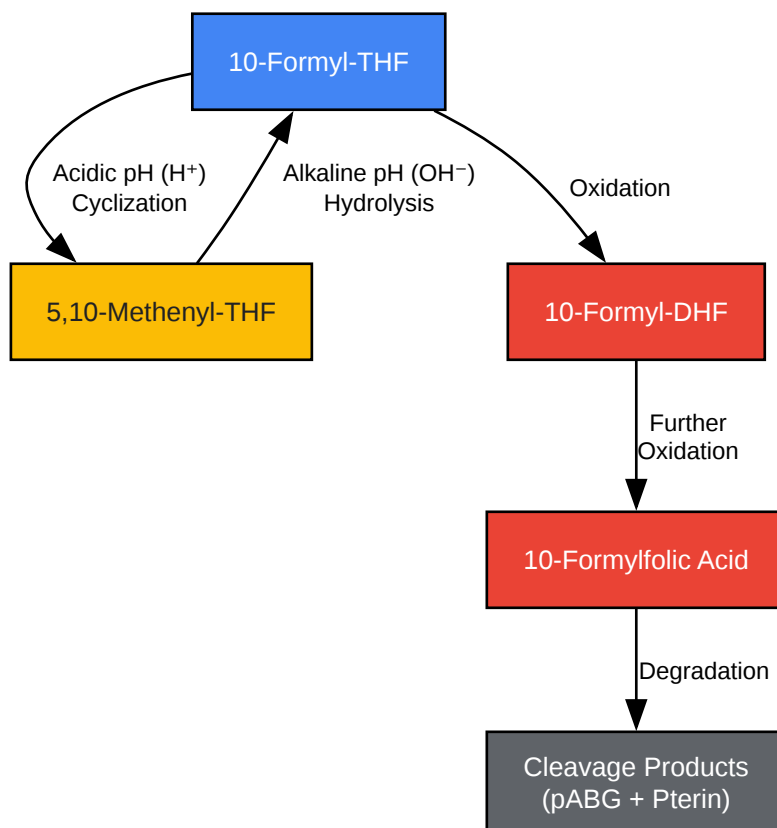 10-Formyl-THF
Acidic pH (H⁺)
Cyclization
Alkaline pH (OH⁻)
Hydrolysis
Oxidation
5,10-Methenyl-THF
10-Formyl-DHF
Further
Oxidation
10-Formylfolic Acid
Degradation
Cleavage Products
(pABG + Pterin)